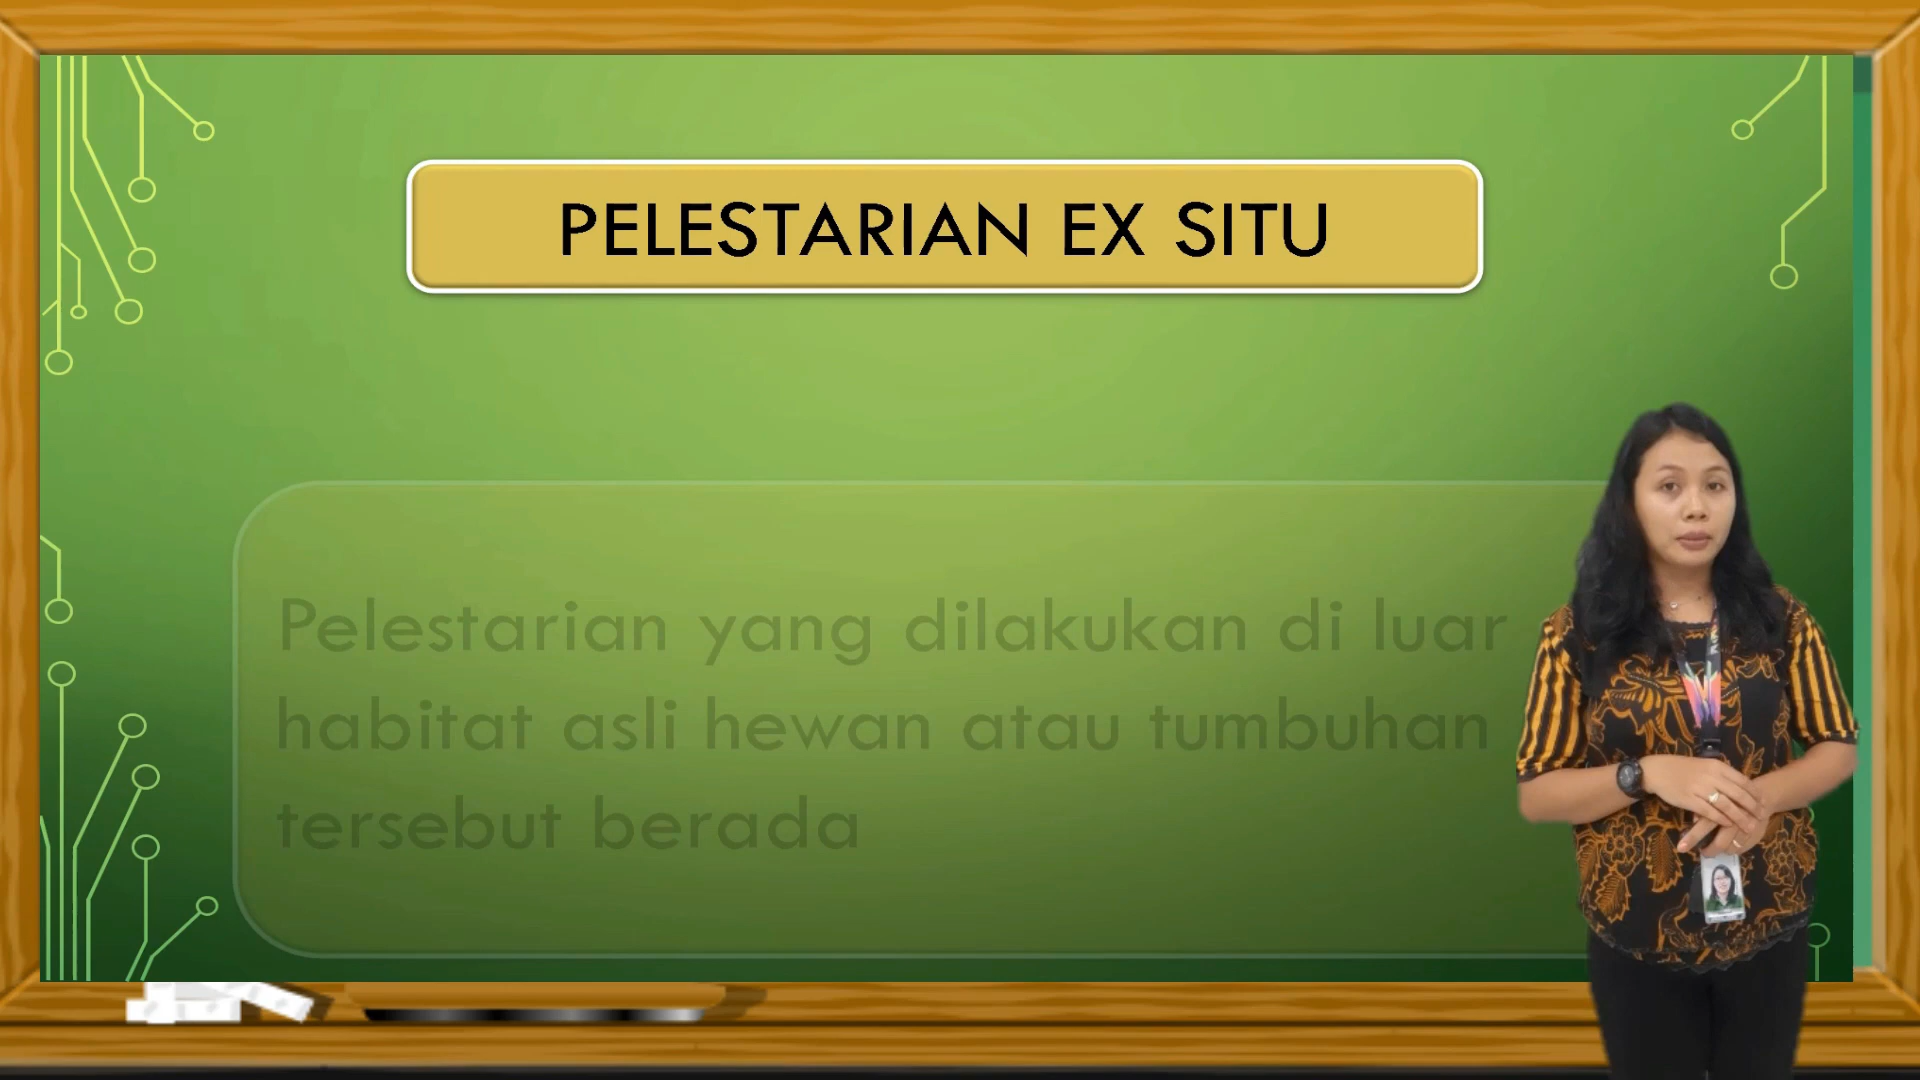 PELESTARIAN EX SITU
Pelestarian yang dilakukan di luar
habitat asli hewan atau tumbuhan
tersebut berada